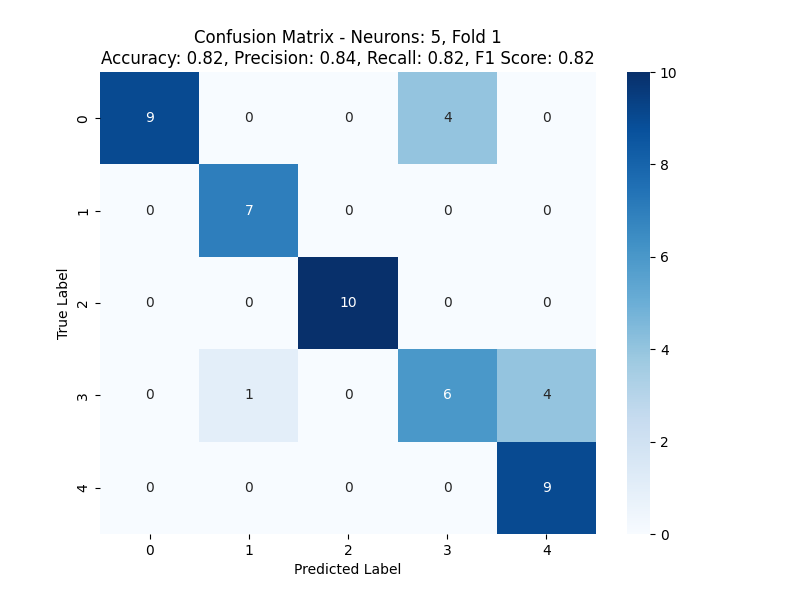 Confusion Matrix - Neurons: 5, Fold 1
Accuracy: 0.82, Precision: 0.84, Recall: 0.82, F1 Score: 0.82
True Label
0 9 0 0 4 0
1 0 7 0 0 0
2 0 0 10 0 0
3 0 1 0 6 4
4 0 0 0 0 9
0 1 2 3 4
Predicted Label
10
8
6
4
2
0